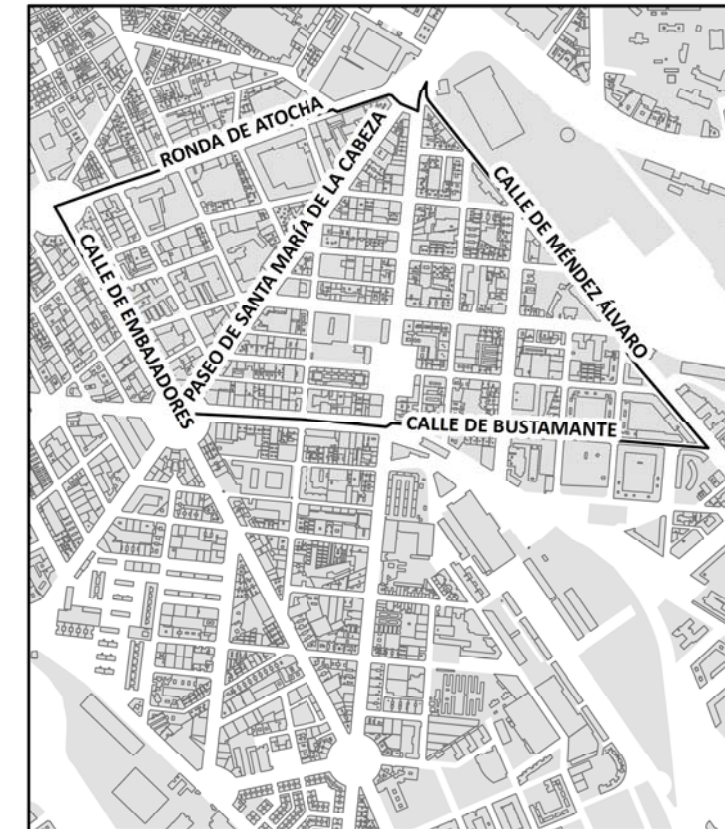 RONDA DE ATOCHA
PASEO DE SANTA MARÍA DE LA CABEZA
CALLE DE MÉNDEZ ÁLVARO
CALLE DE EMBAJADORES
CALLE DE BUSTAMANTE